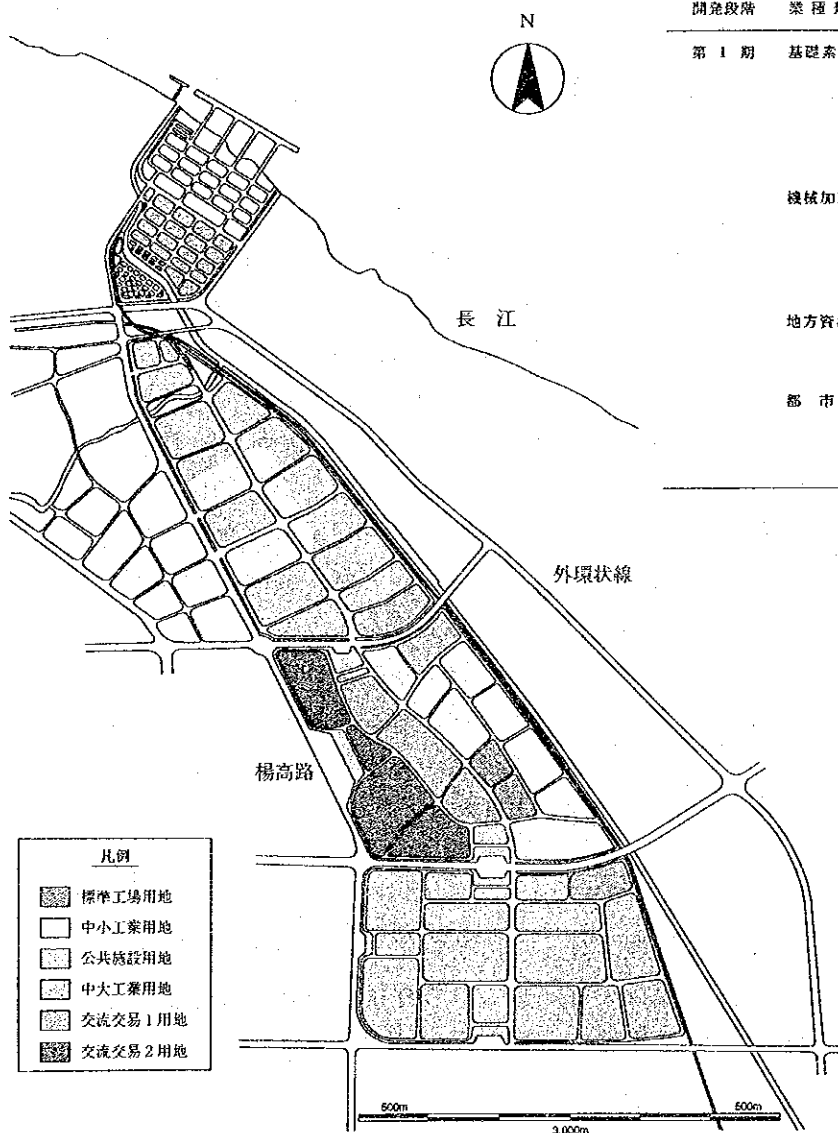 開発段階 業種
第 1 期 基礎素
機械加
地方資
都 市
N
長 江
外環状線
楊高路
凡例
標準工場用地
中小工業用地
公共施設用地
中大工業用地
交流交易1用地
交流交易2用地
500m
500m
3,000m